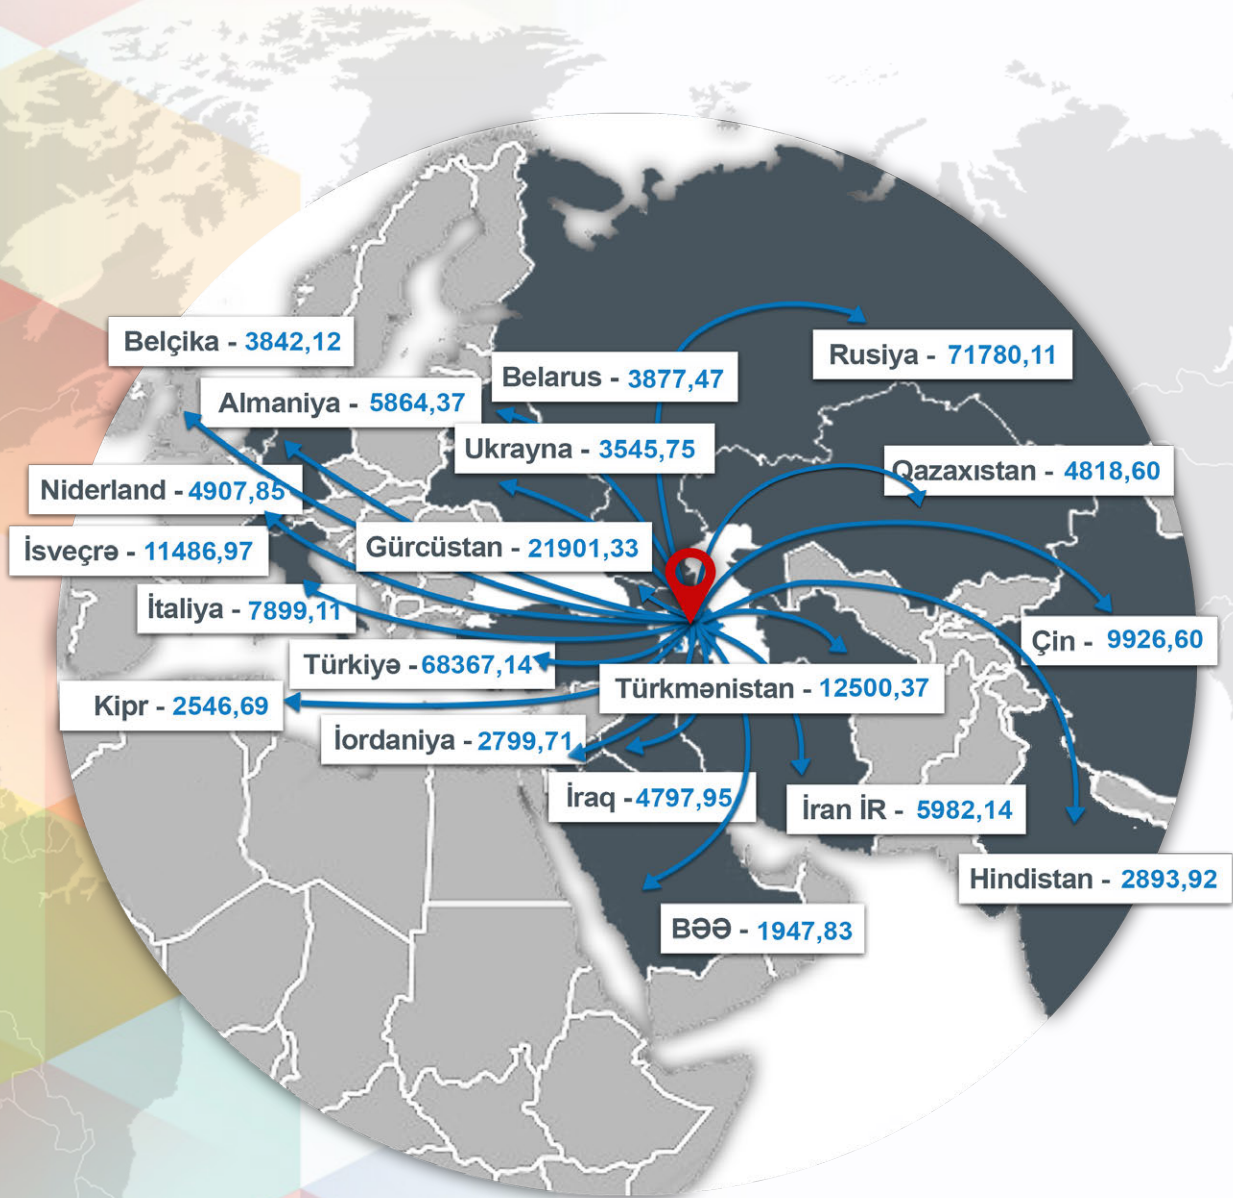 Belçika - 3842,12
Rusiya - 71780,11
Belarus - 3877,47
Almaniya - 5864,37
Ukrayna - 3545,75
Qazaxıstan - 4818,60
Niderland - 4907,85
Gürcüstan - 21901,33
İsveçrə - 11486,97
İtaliya - 7899,11
Çin - 9926,60
Türkiyə - 68367,14
Türkmənistan - 12500,37
Kipr - 2546,69
İordaniya - 2799,71
İraq - 4797,95
İran İR - 5982,14
Hindistan - 2893,92
BƏƏ - 1947,83